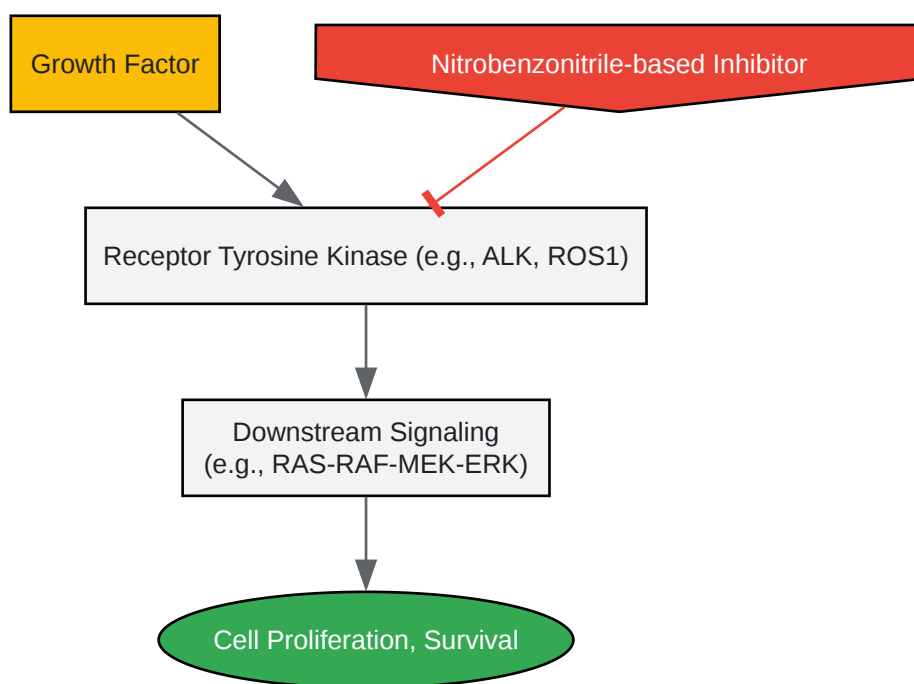 Growth Factor
Nitrobenzonitrile-based Inhibitor
Receptor Tyrosine Kinase (e.g., ALK, ROS1)
Downstream Signaling
(e.g., RAS-RAF-MEK-ERK)
Cell Proliferation, Survival